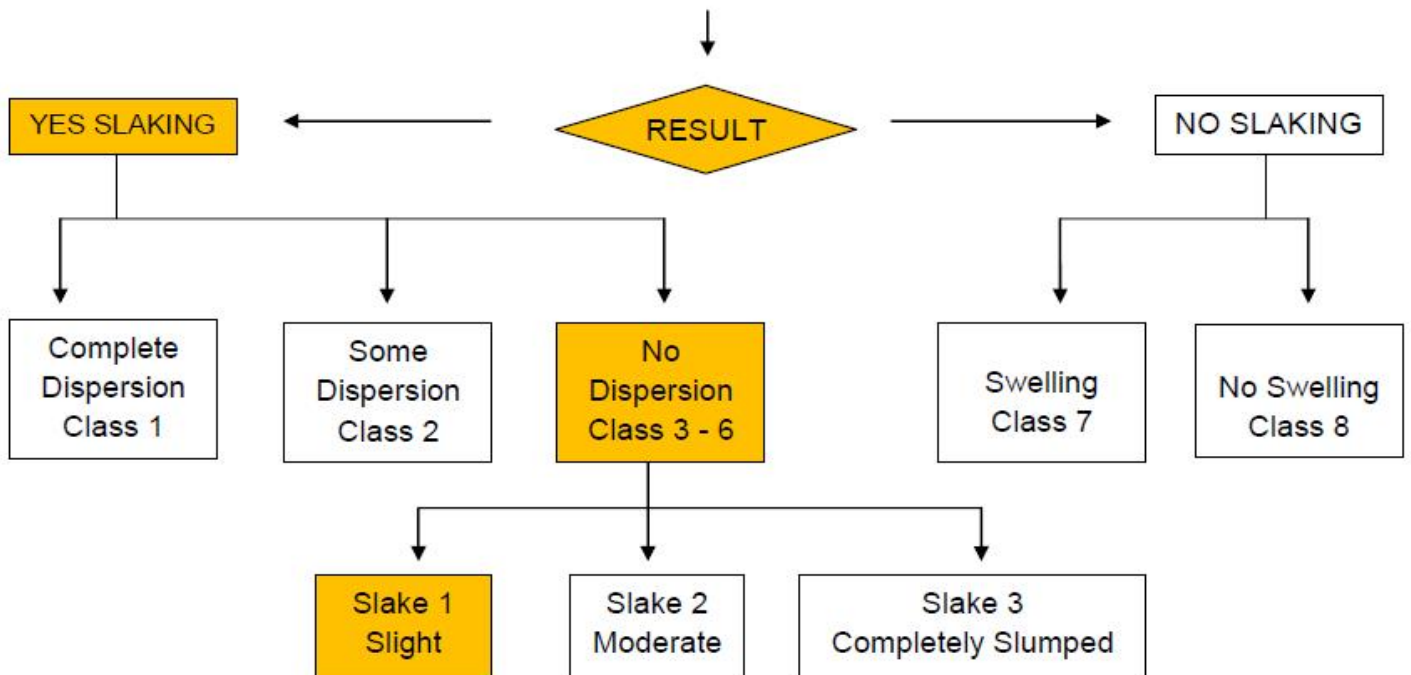 RESULT
YES SLAKING
NO SLAKING
Complete
Dispersion
Class 1
Some
Dispersion
Class 2
No
Dispersion
Class 3 - 6
Swelling
Class 7
No Swelling
Class 8
Slake 1
Slight
Slake 2
Moderate
Slake 3
Completely Slumped